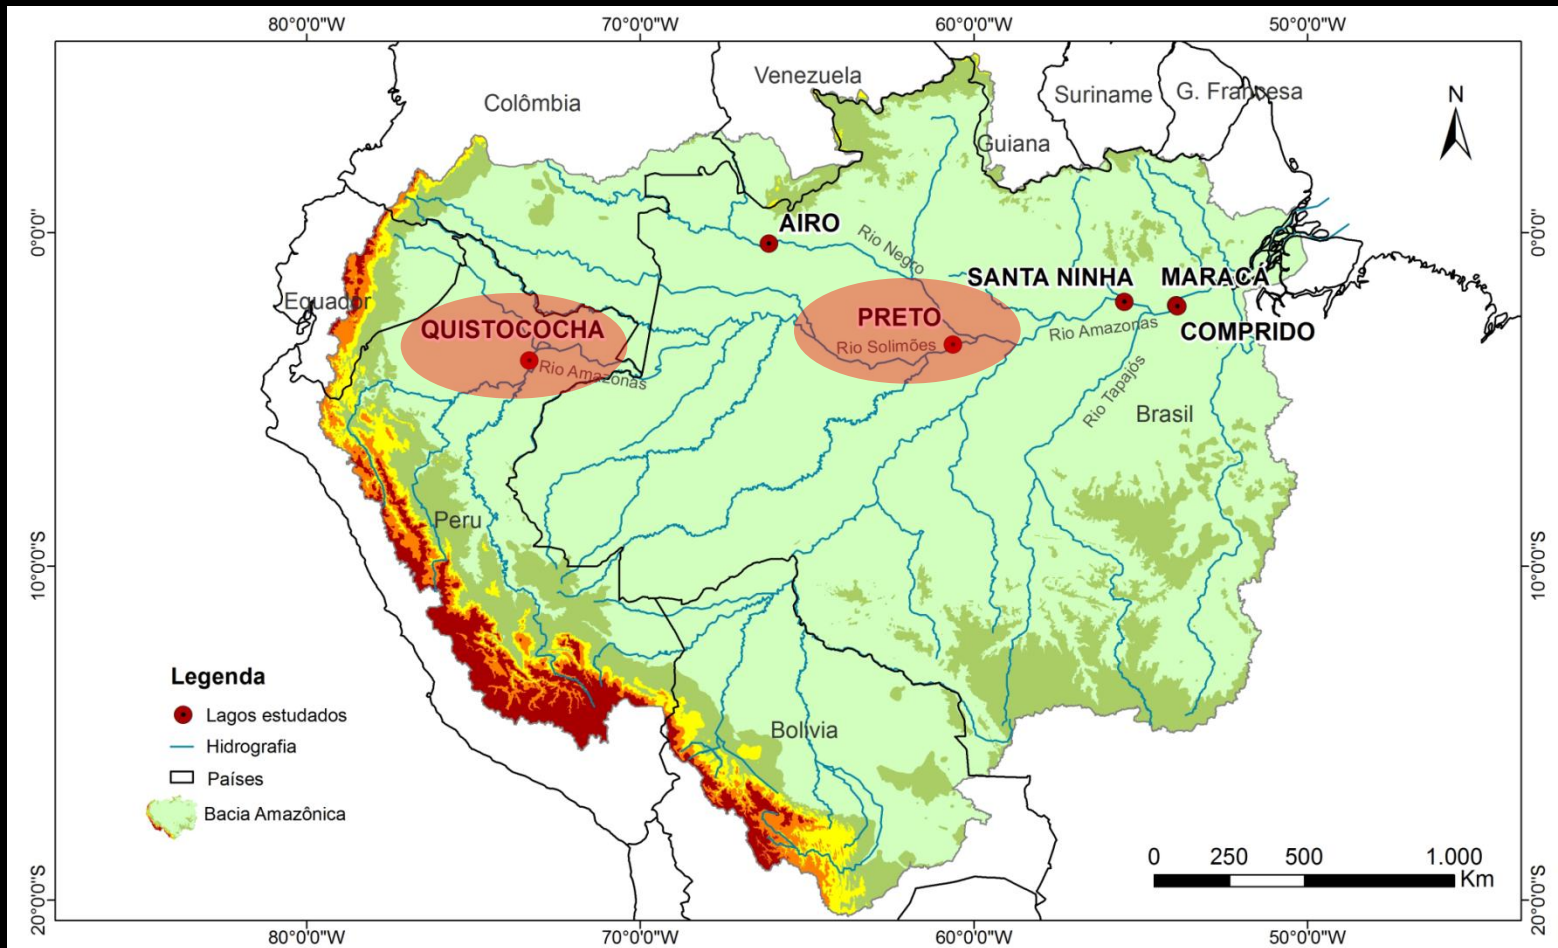 80°0'0"W
70°0'0"W
60°0'0"W
50°0'0"W
Venezuela
Colômbia
Suriname
G. Francesa
N
Guiana
0°0'0"
AIRO
0°0'0"
Rio Negro
SANTA NINHA
MARACÁ
Equador
QUISTOCOCHA
PRETO
Rio Amazonas
COMPRIDO
Rio Solimões
Rio Amazonas
Rio Tapajós
Brasil
Peru
10°0'0"S
10°0'0"S
Legenda
Lagos estudados
Bolivia
Hidrografia
Países
Bacia Amazônica
0
250
500
1.000
Km
20°0'0"S
20°0'0"S
80°0'0"W
70°0'0"W
60°0'0"W
50°0'0"W